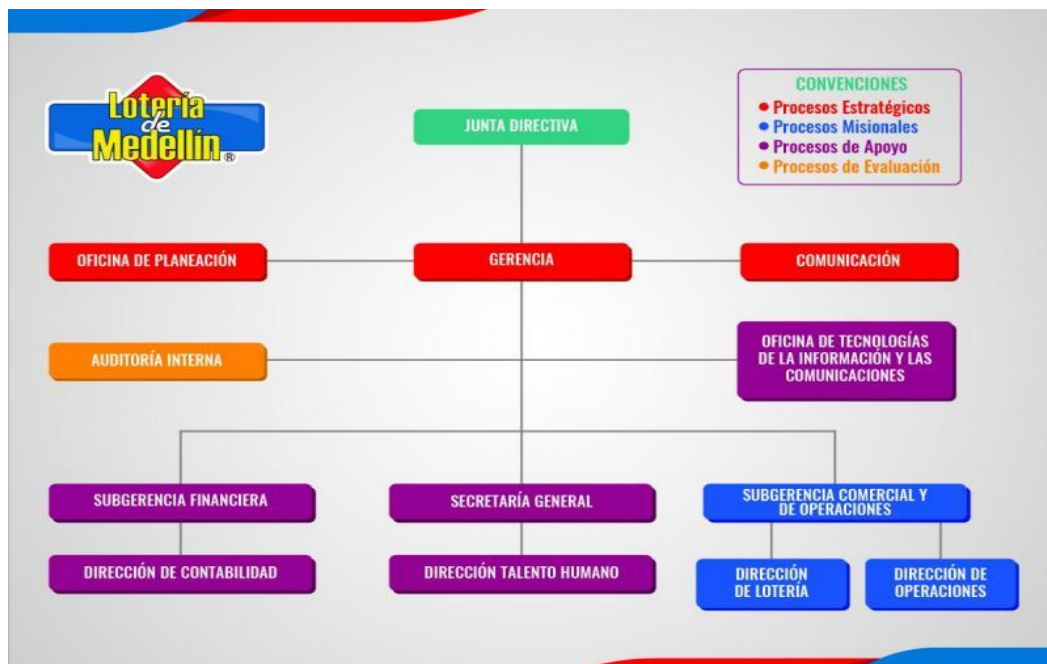 Lotería
de
Medellín®
CONVENCIONES
• Procesos Estratégicos
• Procesos Misionales
• Procesos de Apoyo
• Procesos de Evaluación
JUNTA DIRECTIVA
OFICINA DE PLANEACIÓN
GERENCIA
COMUNICACIÓN
AUDITORÍA INTERNA
OFICINA DE TECNOLOGÍAS
DE LA INFORMACIÓN Y LAS
COMUNICACIONES
SUBGERENCIA FINANCIERA
SECRETARÍA GENERAL
SUBGERENCIA COMERCIAL Y
DE OPERACIONES
DIRECCIÓN DE CONTABILIDAD
DIRECCIÓN TALENTO HUMANO
DIRECCIÓN
DE LOTERÍA
DIRECCIÓN DE
OPERACIONES